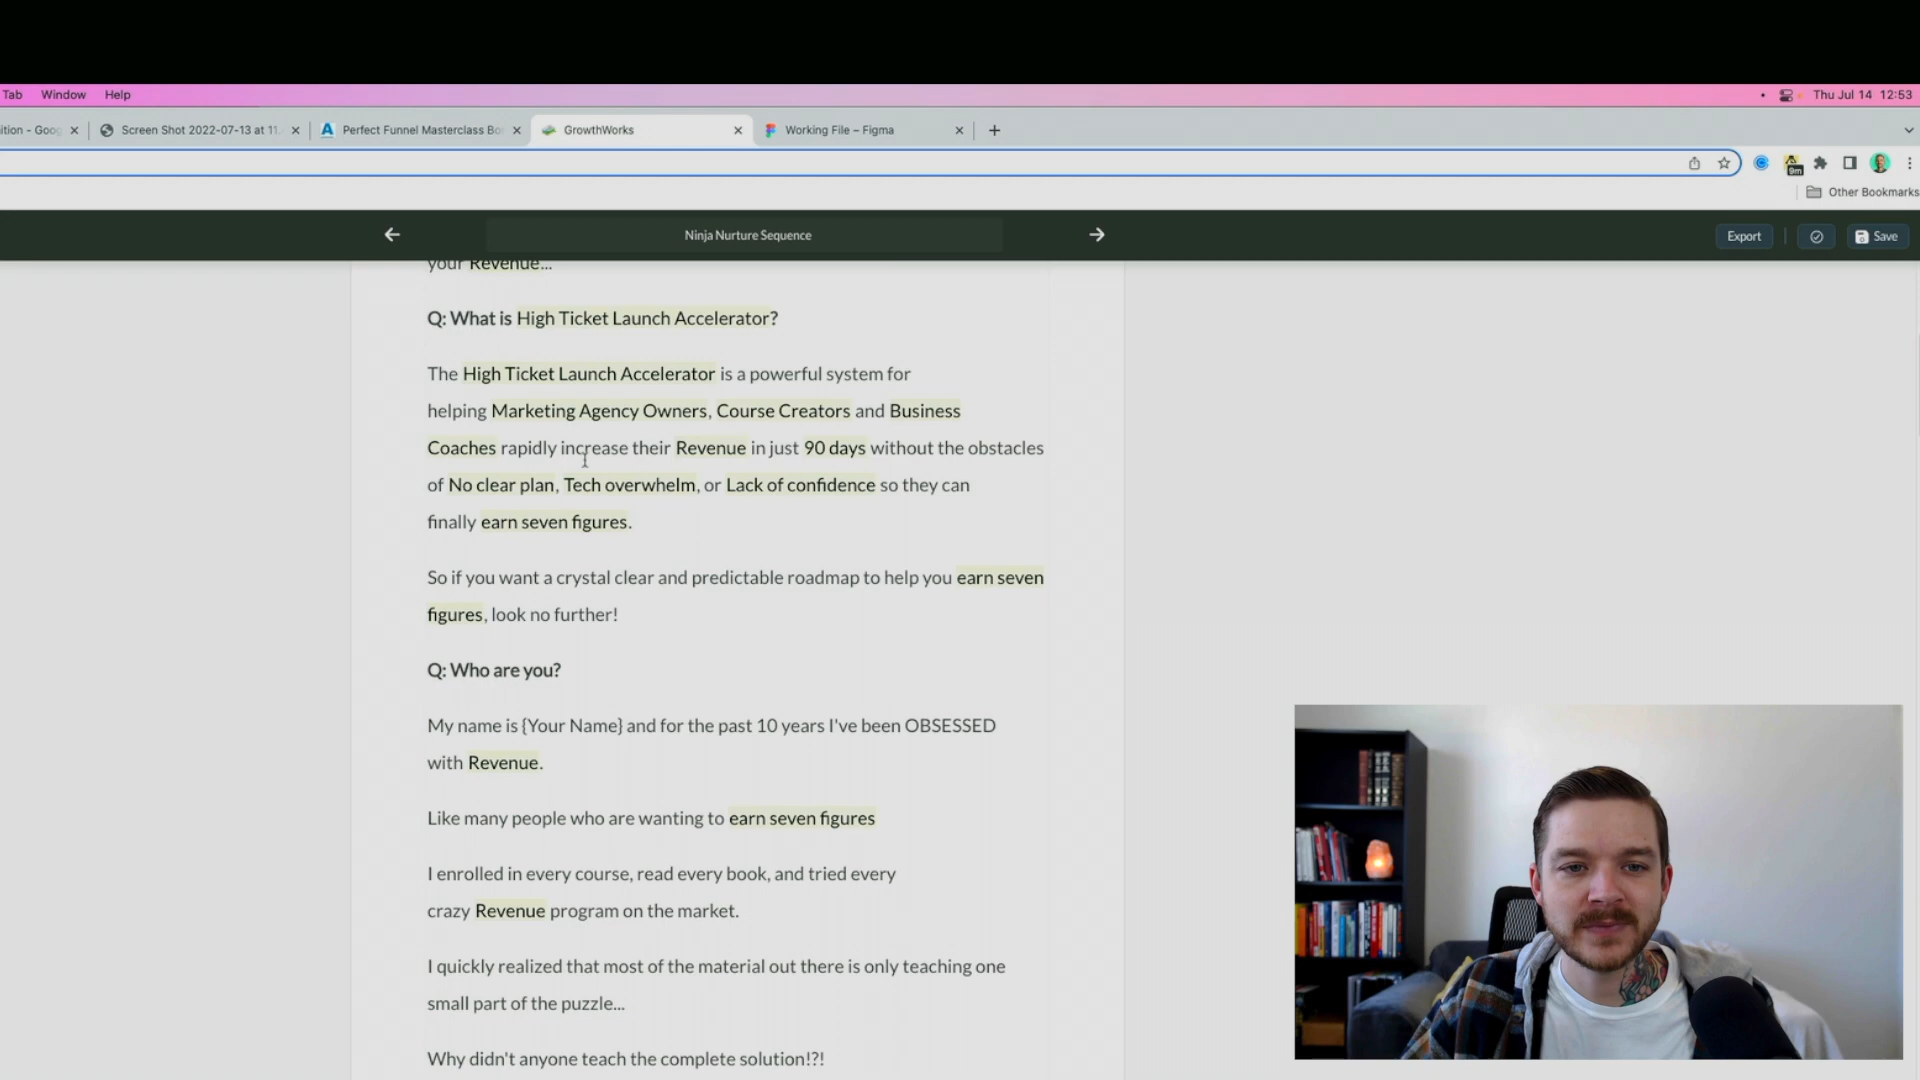 Tab Window Help
Thu Jul 14 12:53
ition - Goog
Screen Shot 2022-07-13 at 11.
Perfect Funnel Masterclass Bo
GrowthWorks
Working File – Figma
9m
Other Bookmarks
Ninja Nurture Sequence
Export
Save
your Revenue...
Q: What is High Ticket Launch Accelerator?
The High Ticket Launch Accelerator is a powerful system for
helping Marketing Agency Owners, Course Creators and Business
Coaches rapidly increase their Revenue in just 90 days without the obstacles
of No clear plan, Tech overwhelm, or Lack of confidence so they can
finally earn seven figures.
So if you want a crystal clear and predictable roadmap to help you earn seven
figures, look no further!
Q: Who are you?
My name is {Your Name} and for the past 10 years I've been OBSESSED
with Revenue.
Like many people who are wanting to earn seven figures
I enrolled in every course, read every book, and tried every
crazy Revenue program on the market.
I quickly realized that most of the material out there is only teaching one
small part of the puzzle...
Why didn't anyone teach the complete solution!?!